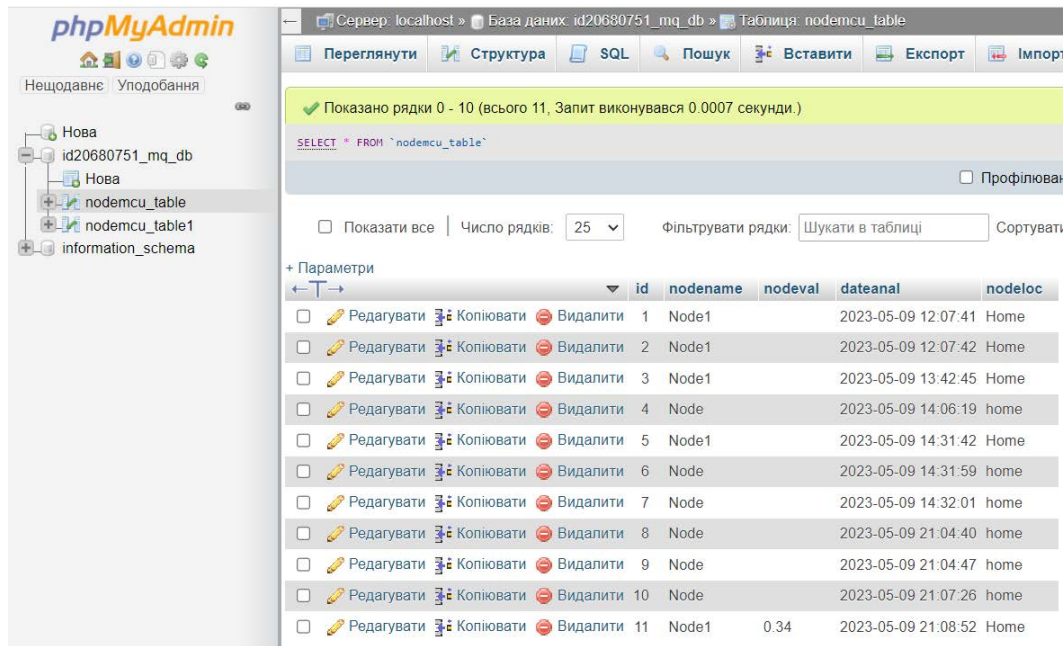 phpMyAdmin
Нещодавнє Уподобання
Нова
id20680751_mq_db
Нова
nodemcu_table
nodemcu_table1
information_schema
Сервер: localhost » База даних: id20680751_mq_db » Таблиця: nodemcu_table
Переглянути Структура SQL Пошук Вставити Експорт Імпорт
Показано рядки 0 - 10 (всього 11, Запит виконувався 0.0007 секунди.)
SELECT * FROM `nodemcu_table`
Профілюван
Показати все Число рядків: 25 Фільтрувати рядки: Шукати в таблиці Сортувати
+ Параметри
←T→ id nodename nodeval dateanal nodeloc
Редагувати Копіювати Видалити 1 Node1 2023-05-09 12:07:41 Home
Редагувати Копіювати Видалити 2 Node1 2023-05-09 12:07:42 Home
Редагувати Копіювати Видалити 3 Node1 2023-05-09 13:42:45 Home
Редагувати Копіювати Видалити 4 Node 2023-05-09 14:06:19 home
Редагувати Копіювати Видалити 5 Node1 2023-05-09 14:31:42 Home
Редагувати Копіювати Видалити 6 Node 2023-05-09 14:31:59 home
Редагувати Копіювати Видалити 7 Node 2023-05-09 14:32:01 home
Редагувати Копіювати Видалити 8 Node 2023-05-09 21:04:40 home
Редагувати Копіювати Видалити 9 Node 2023-05-09 21:04:47 home
Редагувати Копіювати Видалити 10 Node 2023-05-09 21:07:26 home
Редагувати Копіювати Видалити 11 Node1 0.34 2023-05-09 21:08:52 Home